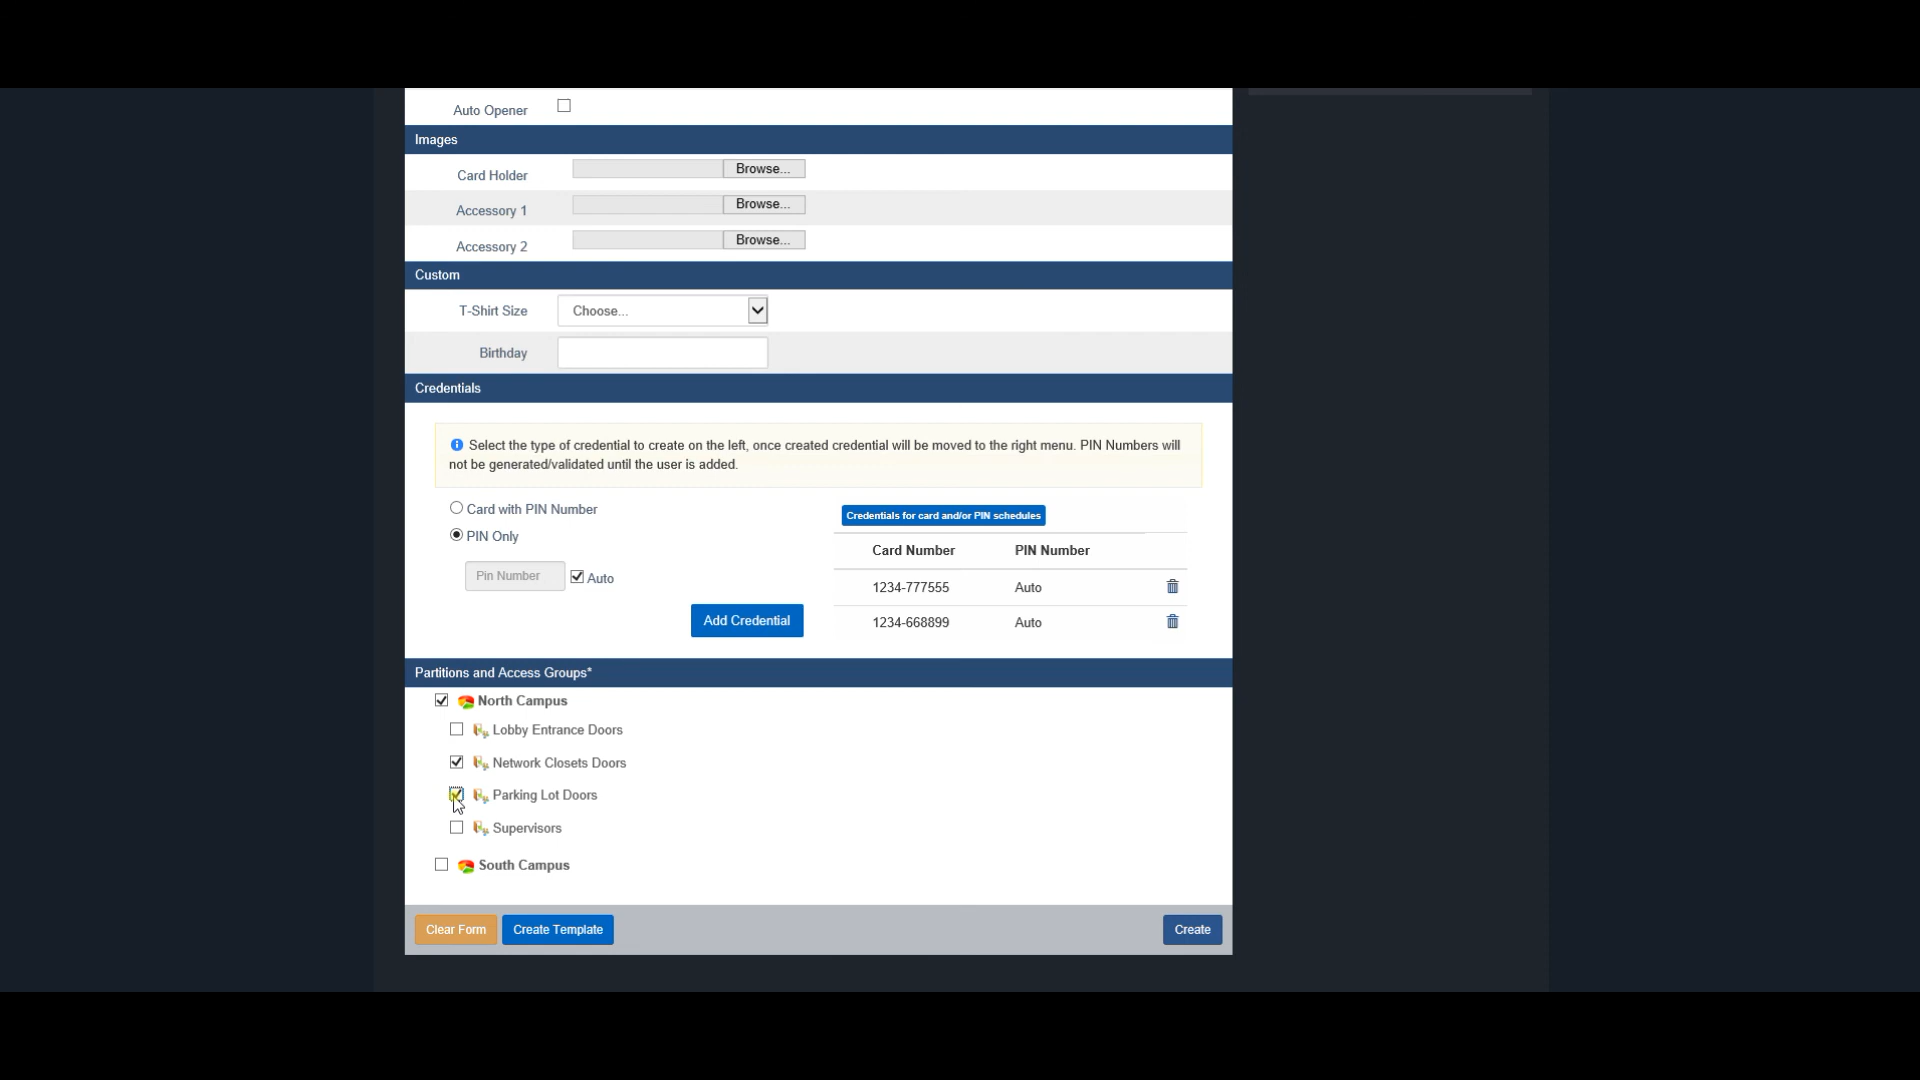 Auto Opener
Images
Card Holder Browse...
Accessory 1 Browse...
Accessory 2 Browse...
Custom
T-Shirt Size Choose...
Birthday
Credentials
Select the type of credential to create on the left, once created credential will be moved to the right menu. PIN Numbers will
not be generated/validated until the user is added.
Card with PIN Number
PIN Only
Pin Number Auto
Add Credential
Credentials for card and/or PIN schedules
Card Number PIN Number
1234-777555 Auto
1234-668899 Auto
Partitions and Access Groups*
North Campus
Lobby Entrance Doors
Network Closets Doors
Parking Lot Doors
Supervisors
South Campus
Clear Form Create Template Create